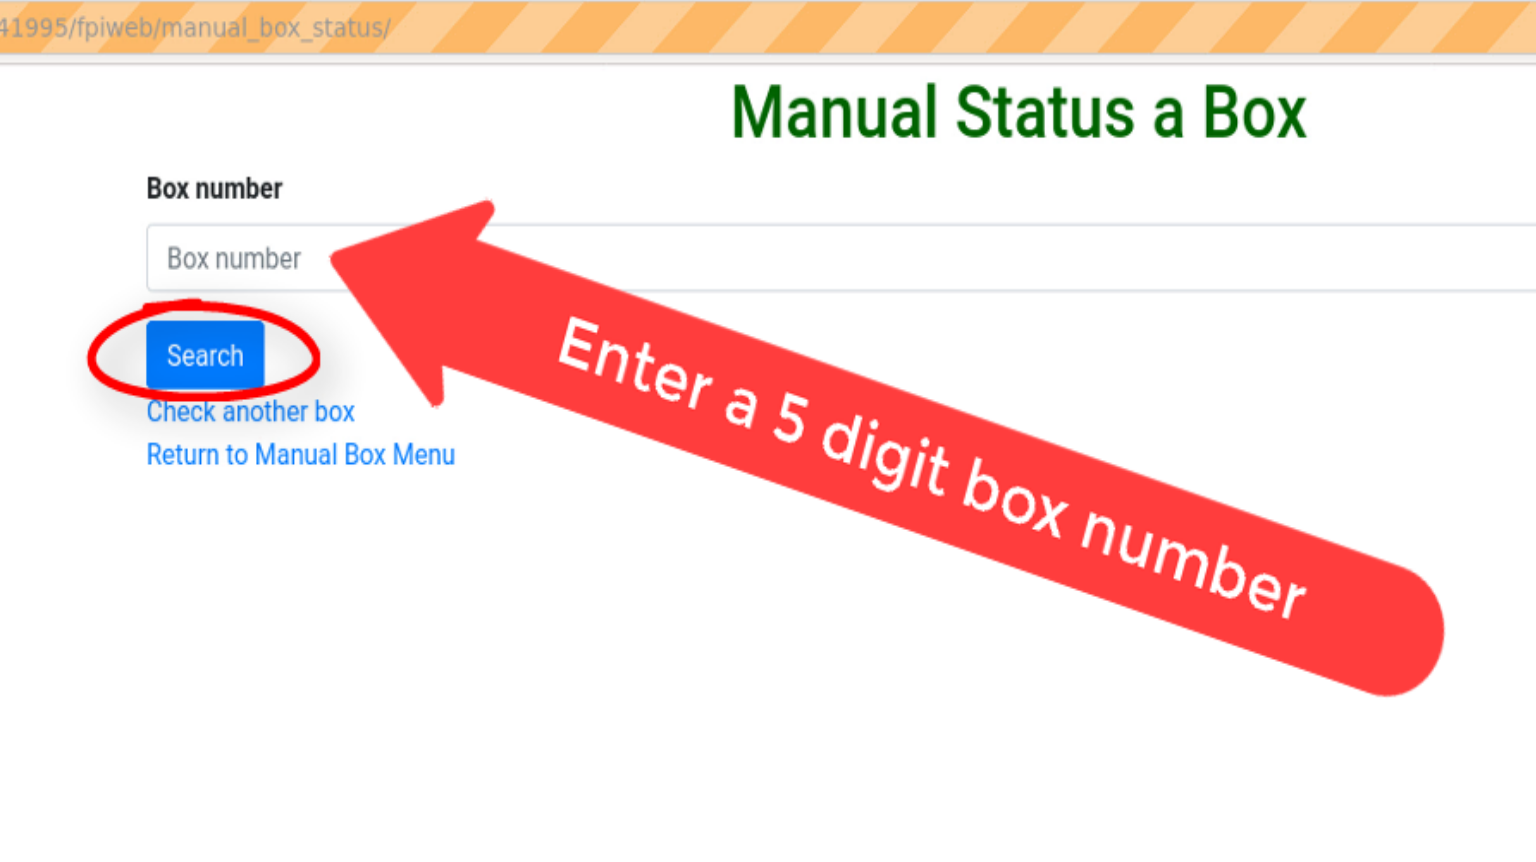 41995/fpiweb/manual_box_status/
Manual Status a Box
Box number
Box number
Search
Check another box
Return to Manual Box Menu
Enter a 5 digit box number